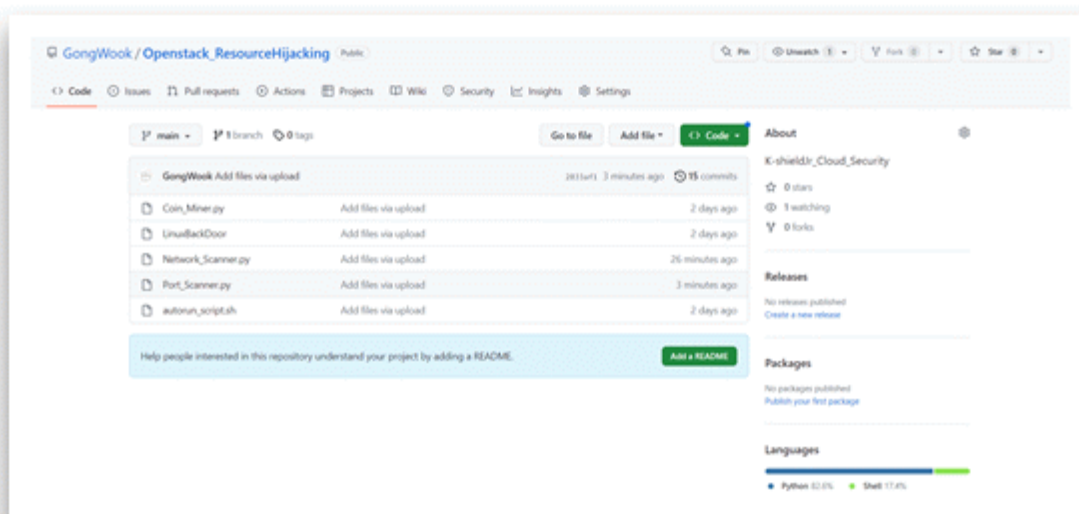 GongWook / Openstack_ResourceHijacking Public
Pin
Unwatch 1
Fork 0
Star 0
Code
Issues
Pull requests
Actions
Projects
Wiki
Security
Insights
Settings
main
1 branch
0 tags
Go to file
Add file
Code
GongWook Add files via upload
3 minutes ago
15 commits
Coin_Miner.py Add files via upload 2 days ago
LinuxBackDoor Add files via upload 2 days ago
Network_Scanner.py Add files via upload 26 minutes ago
Port_Scanner.py Add files via upload 3 minutes ago
autorun_script.sh Add files via upload 2 days ago
Help people interested in this repository understand your project by adding a README.
Add a README
About
K-shieldJr_Cloud_Security
0 stars
1 watching
0 forks
Releases
No releases published
Create a new release
Packages
No packages published
Publish your first package
Languages
Python 82.6%
Shell 17.4%